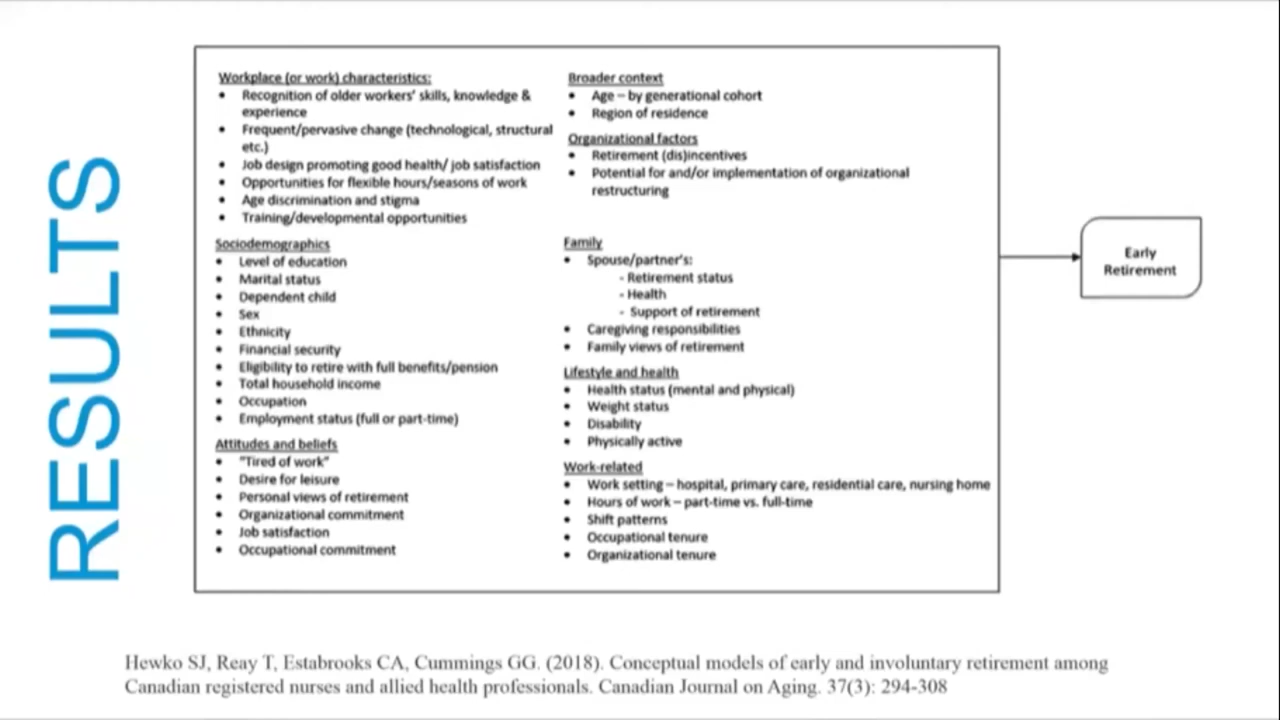 RESULTS
Workplace (or work) characteristics:
• Recognition of older workers' skills, knowledge &
experience
• Frequent/pervasive change (technological, structural
etc.)
• Job design promoting good health/ job satisfaction
• Opportunities for flexible hours/seasons of work
• Age discrimination and stigma
• Training/developmental opportunities
Sociodemographics
• Level of education
• Marital status
• Dependent child
• Sex
• Ethnicity
• Financial security
• Eligibility to retire with full benefits/pension
• Total household income
• Occupation
• Employment status (full or part-time)
Attitudes and beliefs
• "Tired of work"
• Desire for leisure
• Personal views of retirement
• Organizational commitment
• Job satisfaction
• Occupational commitment
Broader context
• Age – by generational cohort
• Region of residence
Organizational factors
• Retirement (dis)incentives
• Potential for and/or implementation of organizational
restructuring
Family
• Spouse/partner's:
- Retirement status
- Health
- Support of retirement
• Caregiving responsibilities
• Family views of retirement
Lifestyle and health
• Health status (mental and physical)
• Weight status
• Disability
• Physically active
Work-related
• Work setting – hospital, primary care, residential care, nursing home
• Hours of work – part-time vs. full-time
• Shift patterns
• Occupational tenure
• Organizational tenure
Early
Retirement
Hewko SJ, Reay T, Estabrooks CA, Cummings GG. (2018). Conceptual models of early and involuntary retirement among
Canadian registered nurses and allied health professionals. Canadian Journal on Aging. 37(3): 294-308